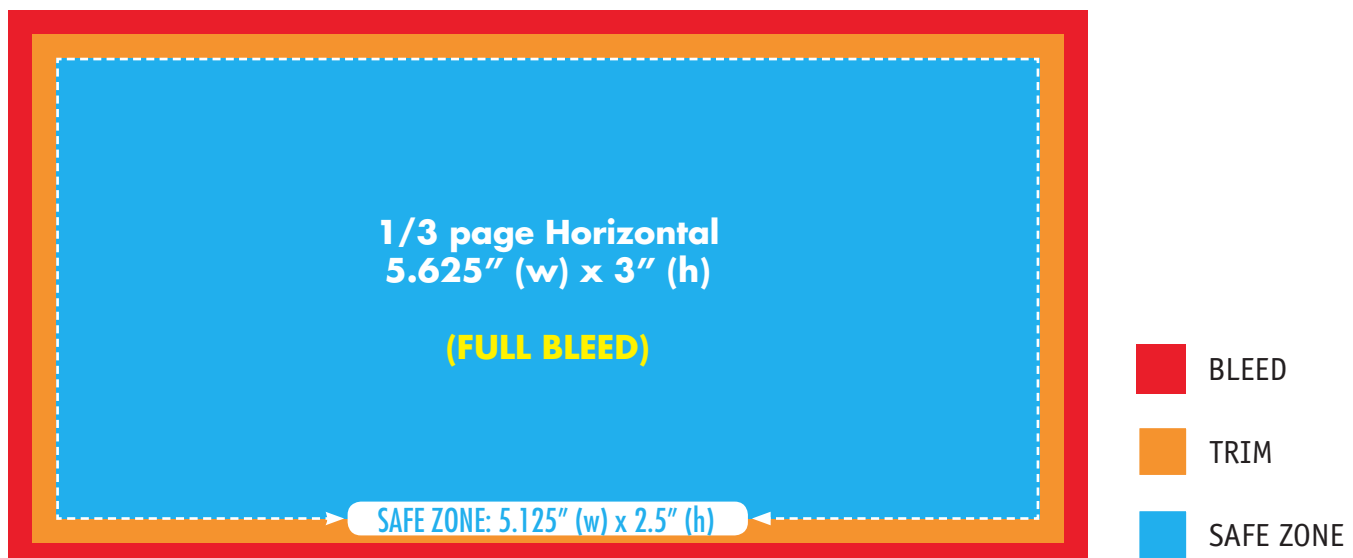 1/3 page Horizontal
5.625” (w) x 3” (h)
(FULL BLEED)
SAFE ZONE: 5.125” (w) x 2.5” (h)
BLEED
TRIM
SAFE ZONE